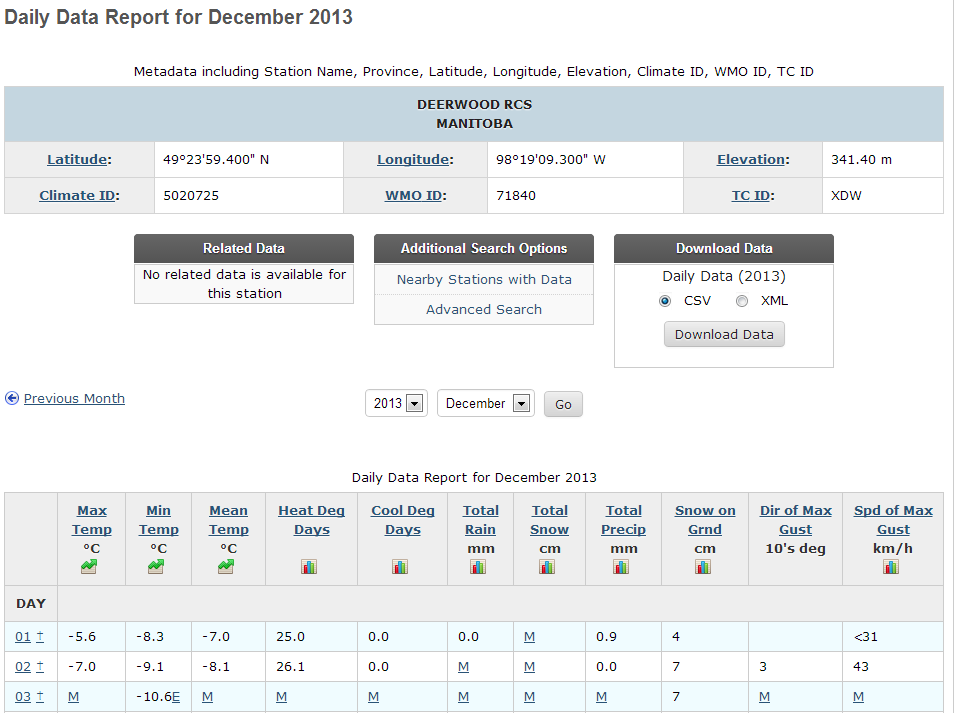 Daily Data Report for December 2013
Metadata including Station Name, Province, Latitude, Longitude, Elevation, Climate ID, WMO ID, TC ID
DEERWOOD RCS
MANITOBA
Latitude: 49°23'59.400" N Longitude: 98°19'09.300" W Elevation: 341.40 m
Climate ID: 5020725 WMO ID: 71840 TC ID: XDW
Related Data
No related data is available for
this station
Additional Search Options
Nearby Stations with Data
Advanced Search
Download Data
Daily Data (2013)
CSV XML
Download Data
Previous Month 2013 December Go
Daily Data Report for December 2013
Max Min Mean Heat Deg Cool Deg Total Total Total Snow on Dir of Max Spd of Max
Temp Temp Temp Days Days Rain Snow Precip Grnd Gust Gust
°C °C °C mm cm mm cm 10's deg km/h
DAY
01 † -5.6 -8.3 -7.0 25.0 0.0 0.0 M 0.9 4 <31
02 † -7.0 -9.1 -8.1 26.1 0.0 M M 0.0 7 3 43
03 † M -10.6E M M M M M M 7 M M